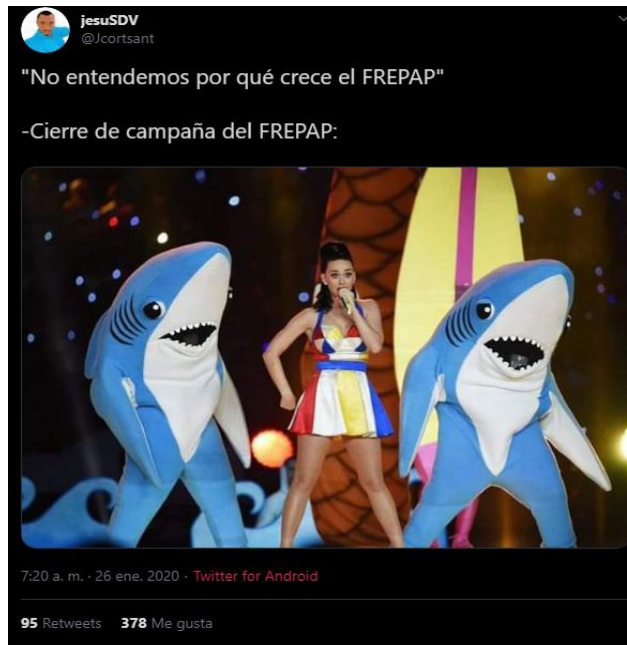 jesuSDV
@Jcortsant
"No entendemos por qué crece el FREPAP"
-Cierre de campaña del FREPAP:
7:20 a. m. · 26 ene. 2020 · Twitter for Android
95 Retweets 378 Me gusta